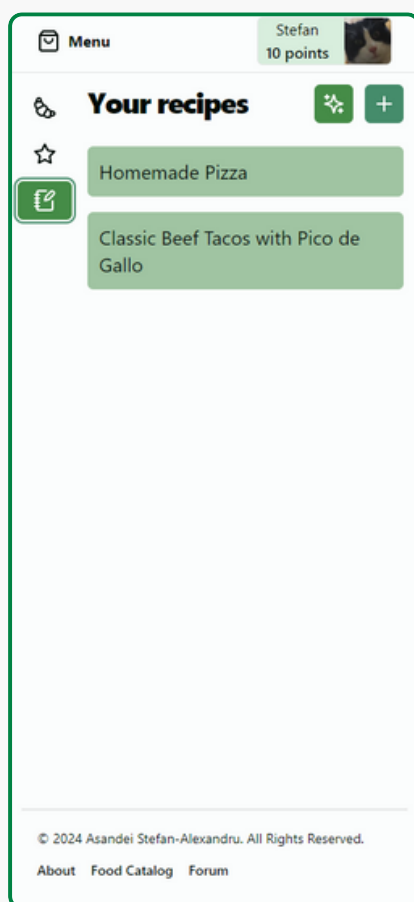 Menu
Stefan
10 points
Your recipes
Homemade Pizza
Classic Beef Tacos with Pico de
Gallo
© 2024 Asandei Stefan-Alexandru. All Rights Reserved.
About Food Catalog Forum